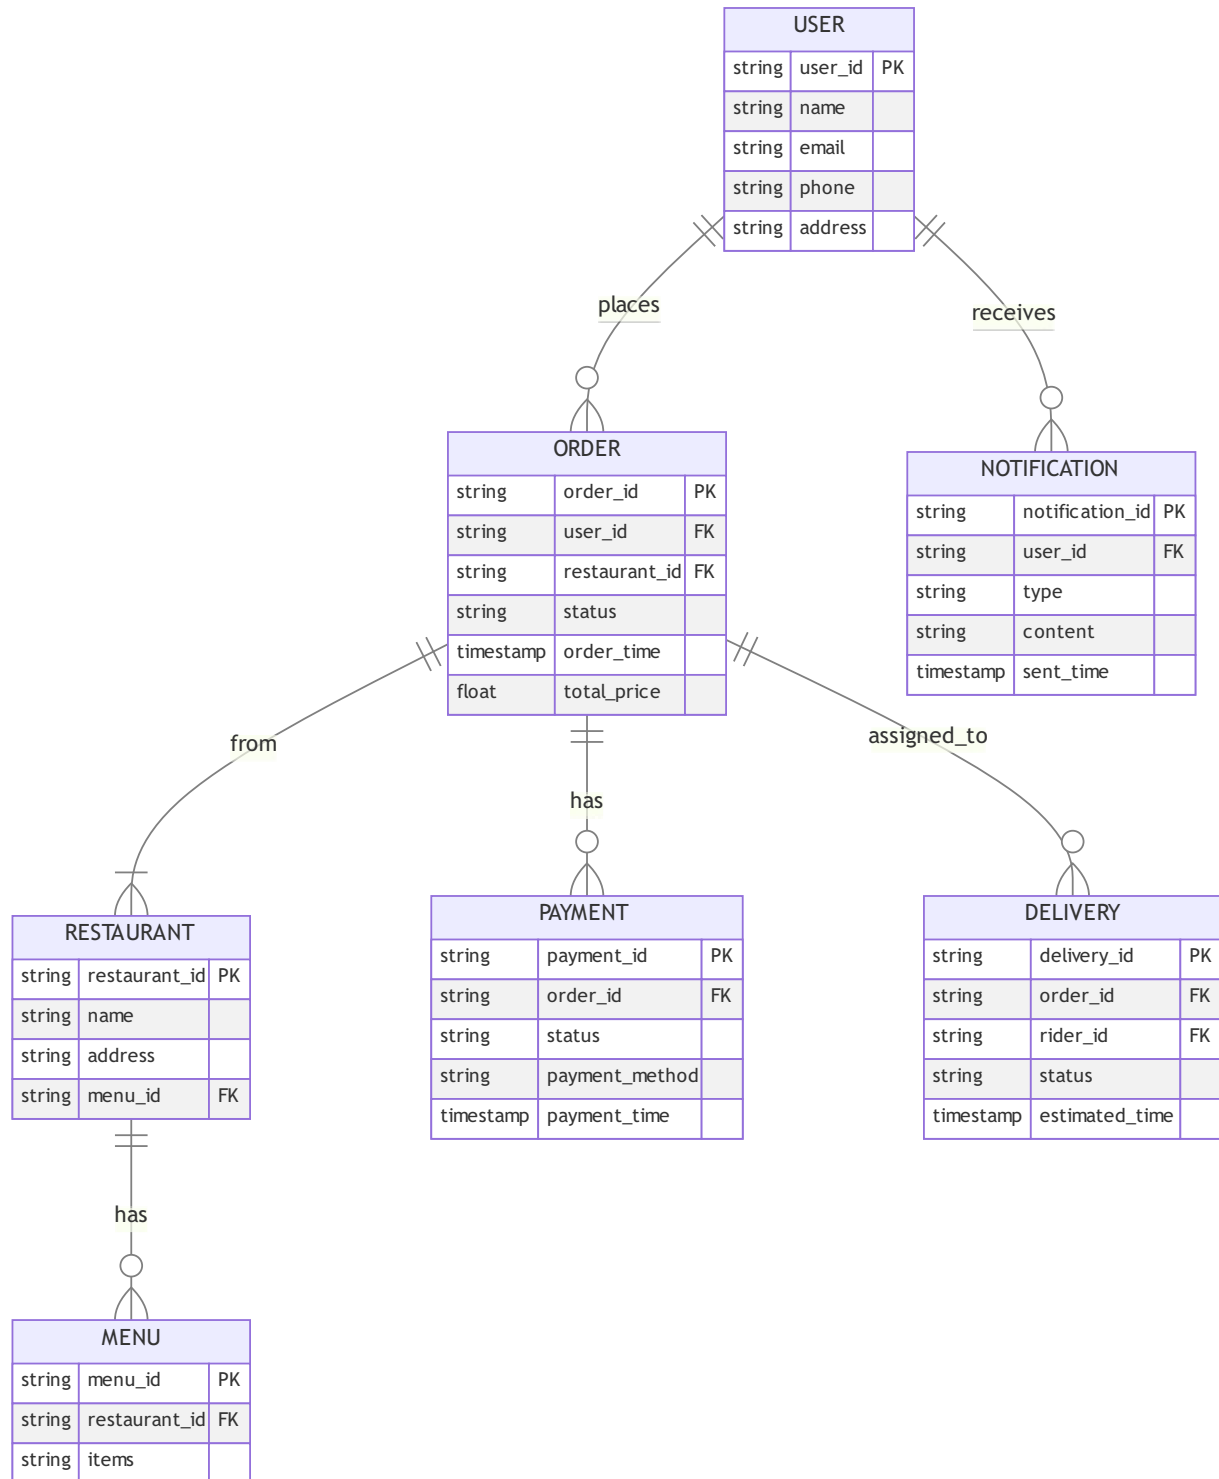 USER
string user_id PK
string name
string email
string phone
string address
places
receives
ORDER
string order_id PK
string user_id FK
string restaurant_id FK
string status
timestamp order_time
float total_price
NOTIFICATION
string notification_id PK
string user_id FK
string type
string content
timestamp sent_time
from
has
assigned_to
RESTAURANT
string restaurant_id PK
string name
string address
string menu_id FK
PAYMENT
string payment_id PK
string order_id FK
string status
string payment_method
timestamp payment_time
DELIVERY
string delivery_id PK
string order_id FK
string rider_id FK
string status
timestamp estimated_time
has
MENU
string menu_id PK
string restaurant_id FK
string items